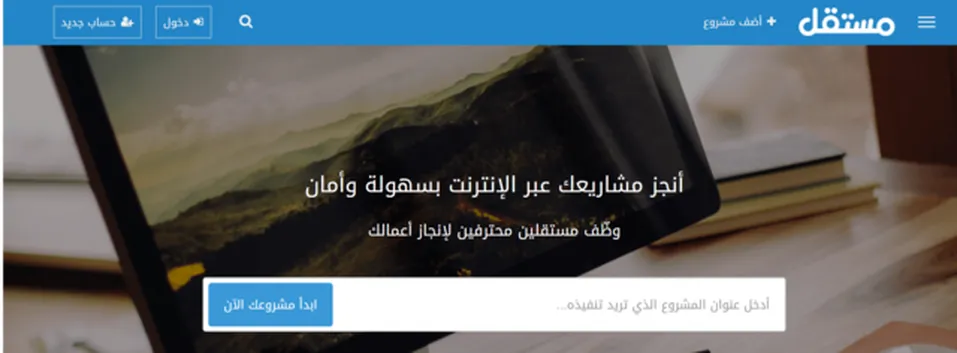 مستقل
أضف مشروع
دخول
حساب جديد
أنجز مشاريعك عبر الإنترنت بسهولة وأمان
وظّف مستقلين محترفين لإنجاز أعمالك
أدخل عنوان المشروع الذي تريد تنفيذه...
ابدأ مشروعك الآن